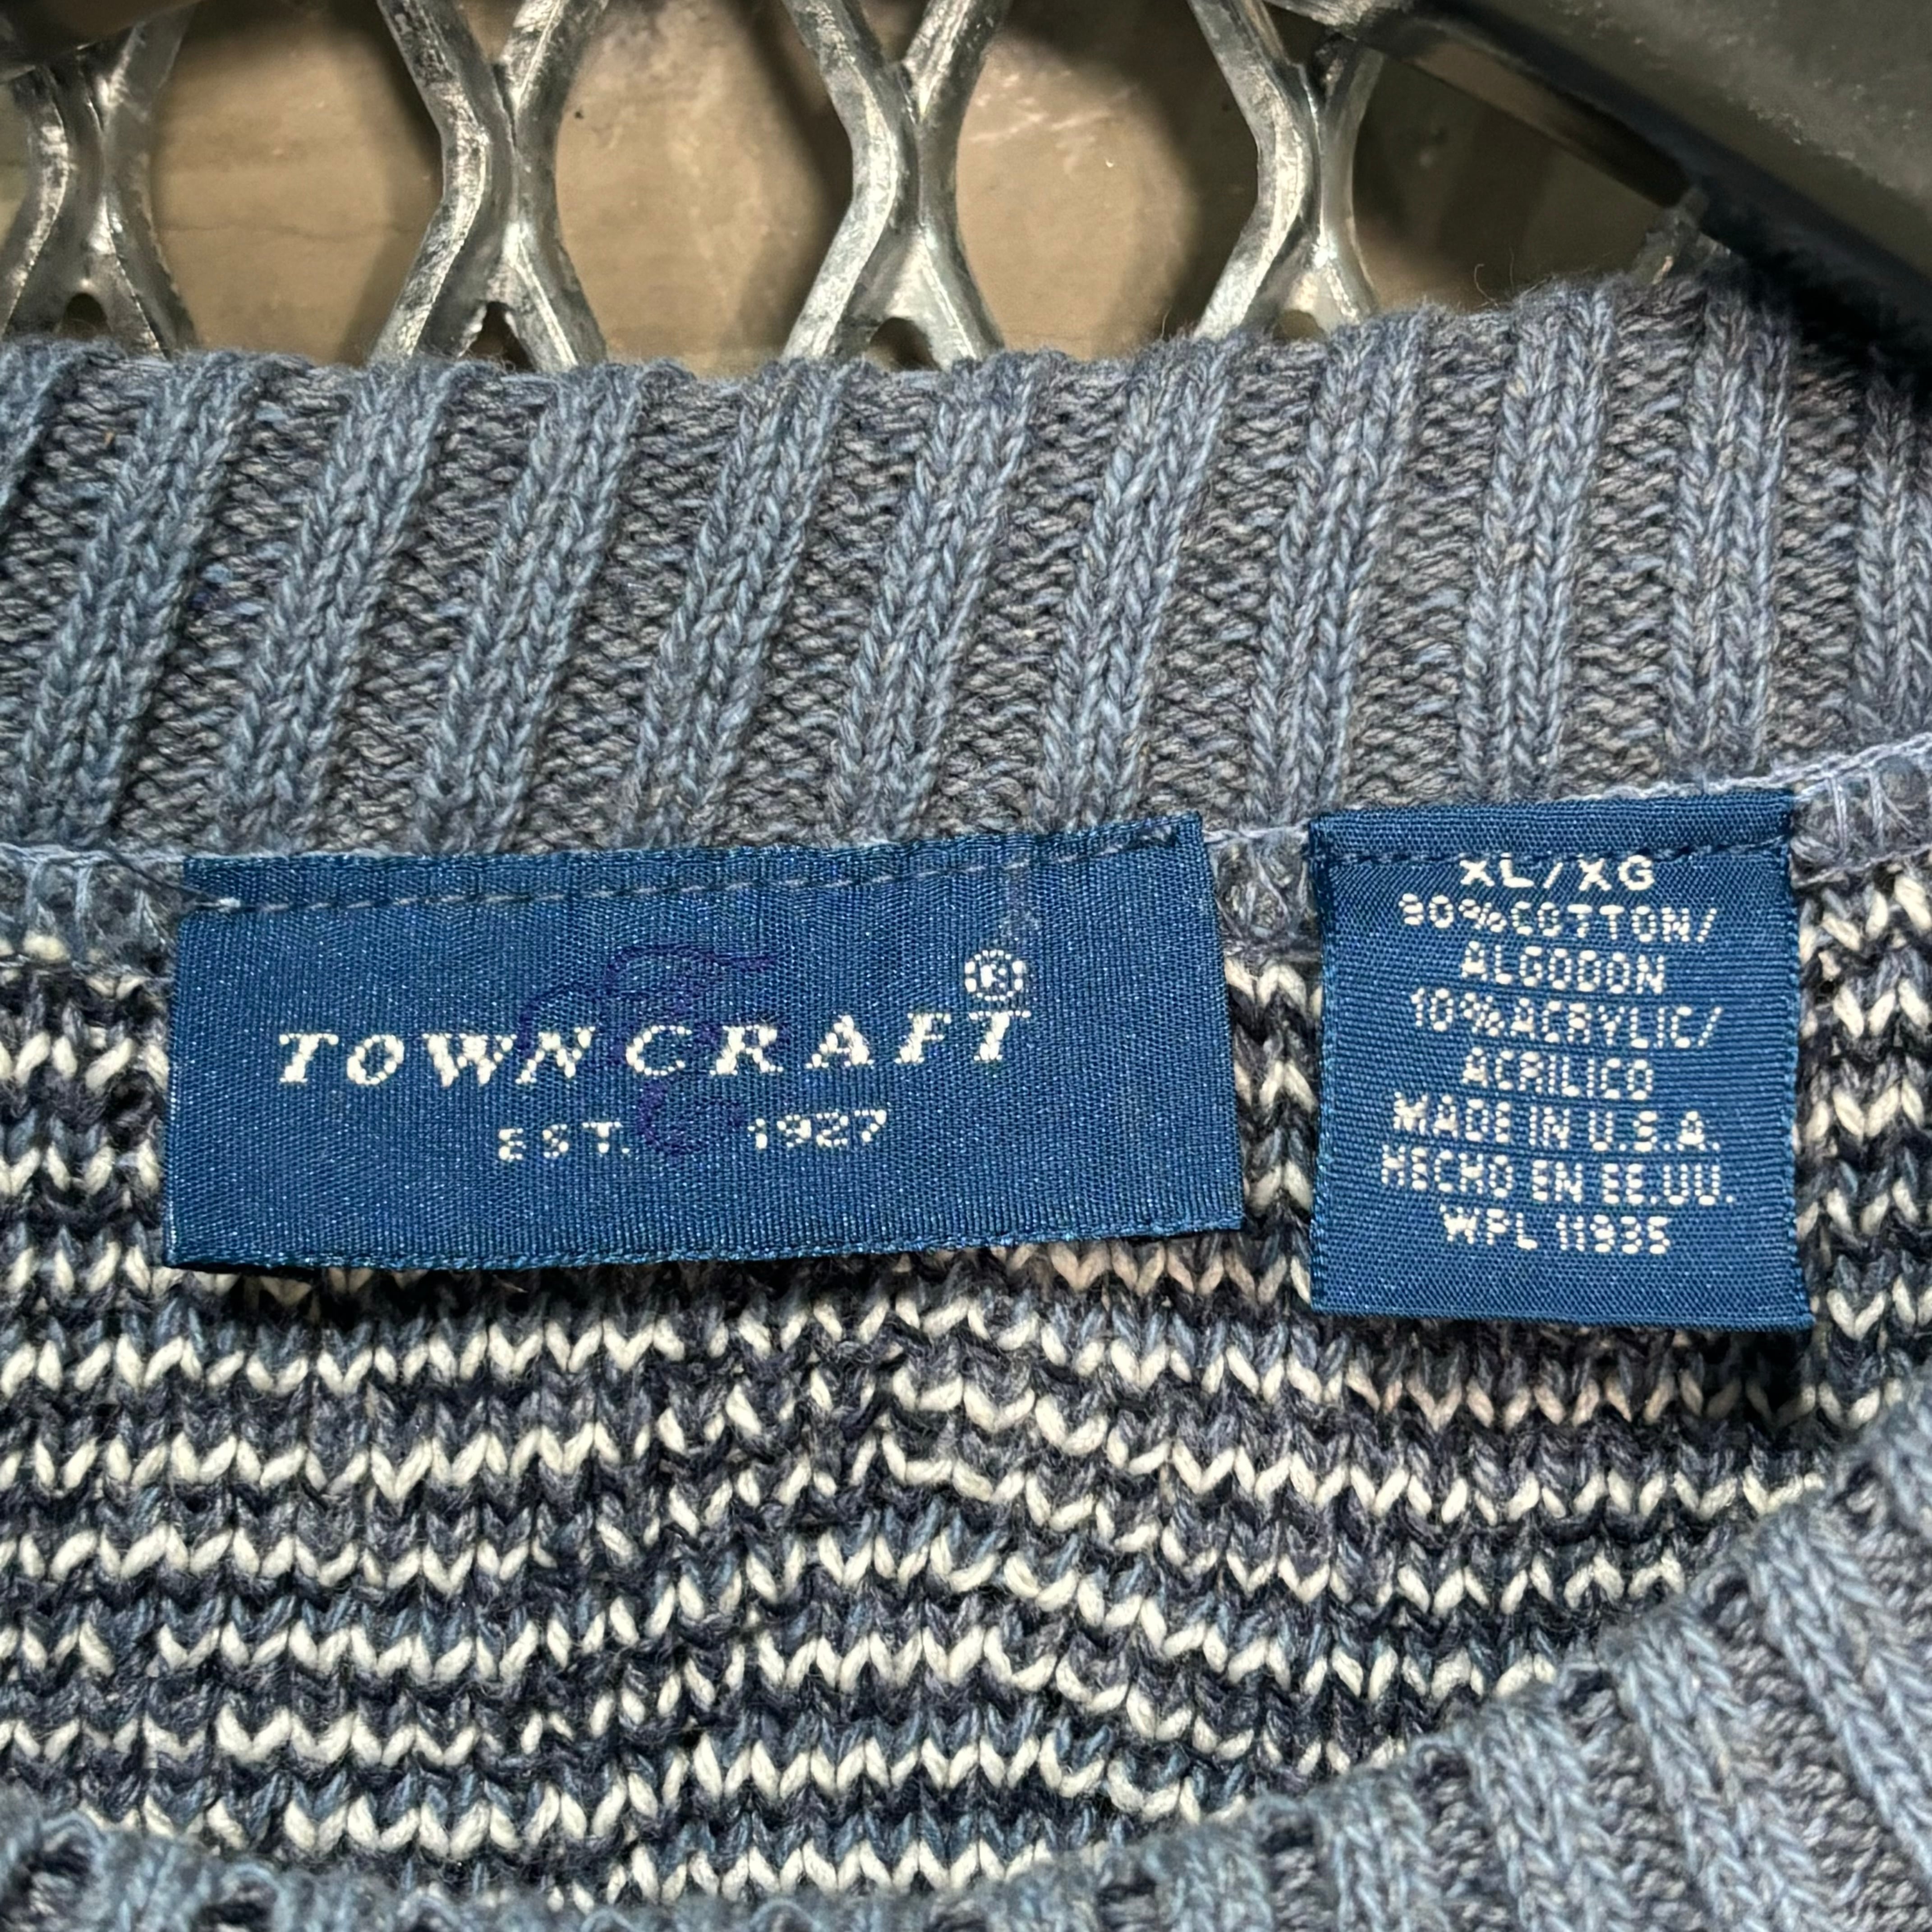 TOWNCRAFT®
EST. 1927
XL/XG
90% COTTON/
ALGODON
10% ACRYLIC/
ACRILICO
MADE IN U.S.A.
HECHO EN EE.UU.
WPL 11935